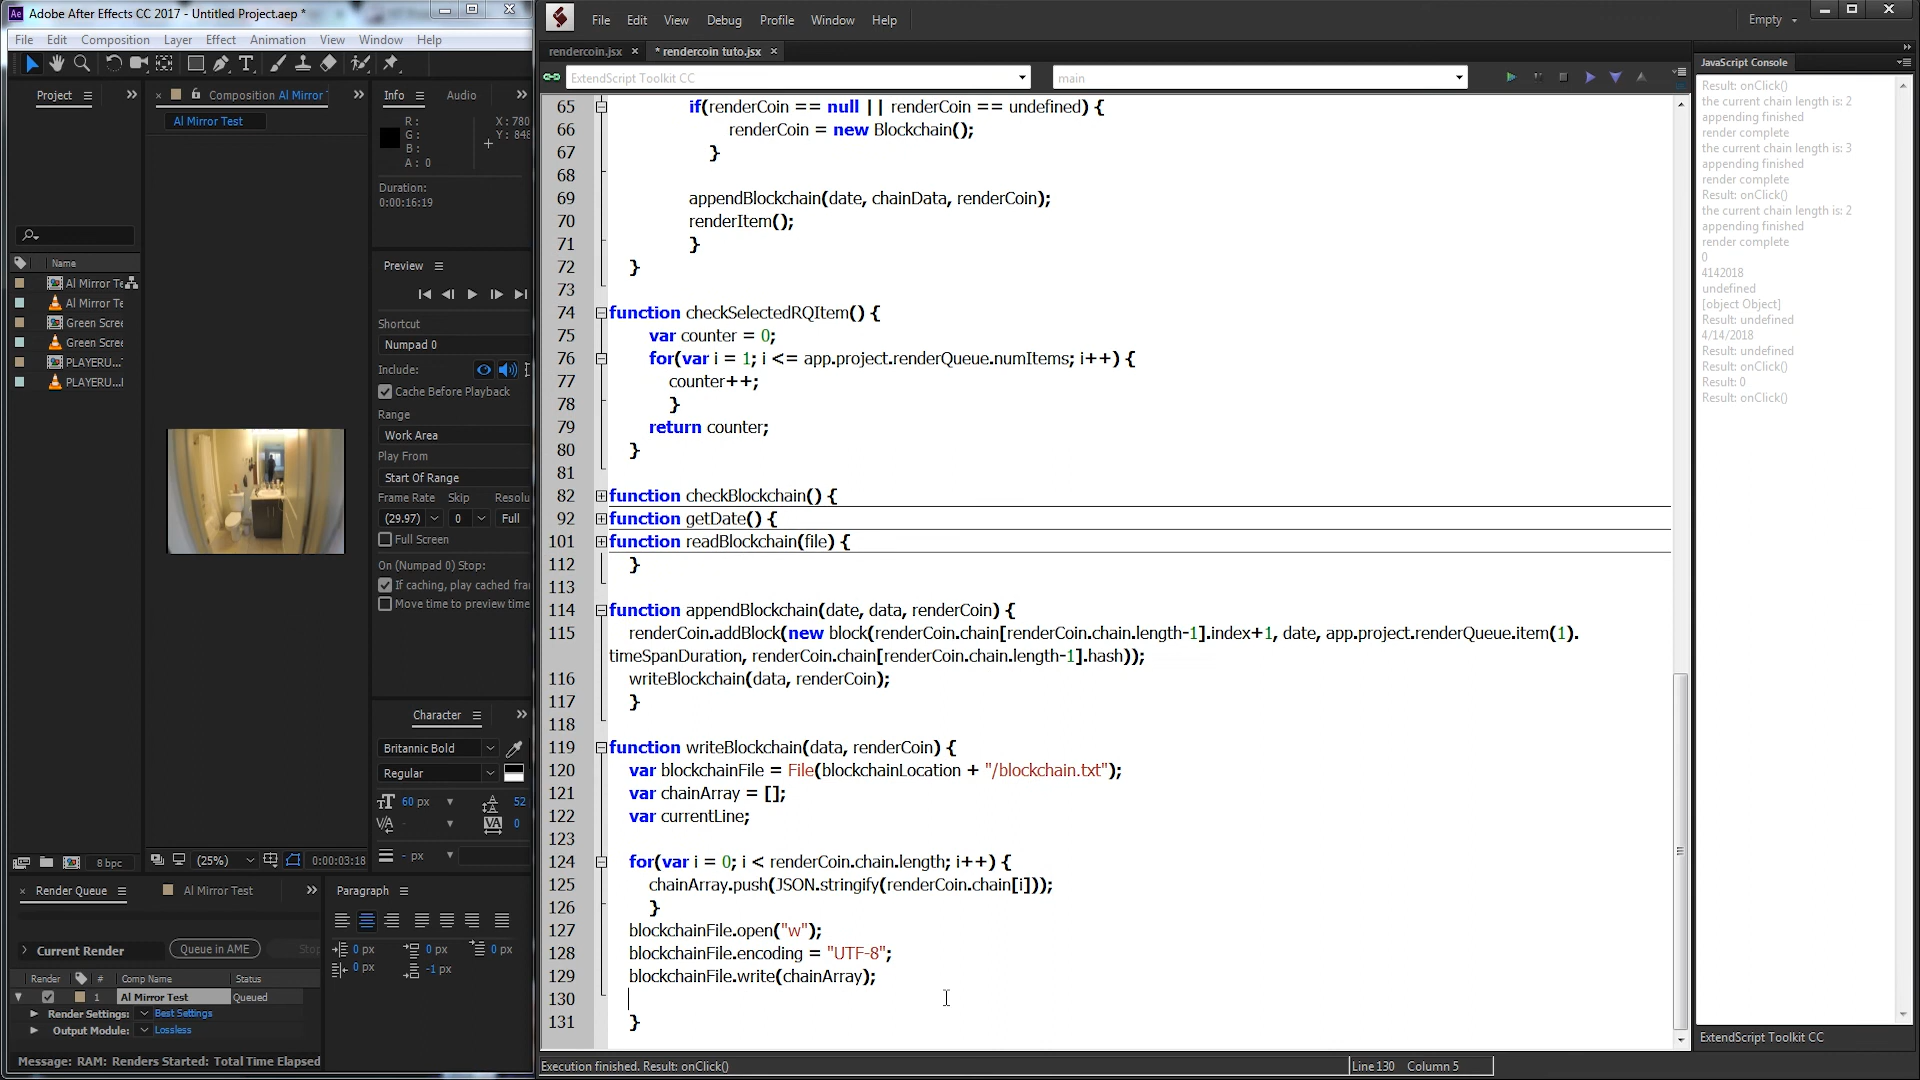 Adobe After Effects CC 2017 - Untitled Project.aep *
File Edit Composition Layer Effect Animation View Window Help
Project
Composition Al Mirror
Al Mirror Test
Info
Audio
R:
G:
B:
A: 0
X: 780
Y: 848
Duration:
0:00:16:19
Name
Al Mirror Te
Al Mirror Te
Green Scree
Green Scree
PLAYERU...
PLAYERU...
Preview
Shortcut
Numpad 0
Include:
Cache Before Playback
Range
Work Area
Play From
Start Of Range
Frame Rate Skip Resolu
(29.97) 0 Full
Full Screen
On (Numpad 0) Stop:
If caching, play cached fra
Move time to preview time
Character
Britannic Bold
Regular
60 px
52
0
- px
8 bpc
(25%)
0:00:03:18
Render Queue
Al Mirror Test
Paragraph
Current Render
Queue in AME
Render # Comp Name Status
1 Al Mirror Test Queued
Render Settings: Best Settings
Output Module: Lossless
0 px 0 px 0 px
0 px -1 px
Message: RAM: Renders Started: Total Time Elapsed
File Edit View Debug Profile Window Help
Empty
rendercoin.jsx
* rendercoin tuto.jsx
ExtendScript Toolkit CC
main
65 if(renderCoin == null || renderCoin == undefined) {
66 renderCoin = new Blockchain();
67 }
68
69 appendBlockchain(date, chainData, renderCoin);
70 renderItem();
71 }
72 }
73
74 function checkSelectedRQItem() {
75 var counter = 0;
76 for(var i = 1; i <= app.project.renderQueue.numItems; i++) {
77 counter++;
78 }
79 return counter;
80 }
81
82 function checkBlockchain() {
92 function getDate() {
101 function readBlockchain(file) {
112 }
113
114 function appendBlockchain(date, data, renderCoin) {
115 renderCoin.addBlock(new block(renderCoin.chain[renderCoin.chain.length-1].index+1, date, app.project.renderQueue.item(1).
timeSpanDuration, renderCoin.chain[renderCoin.chain.length-1].hash));
116 writeBlockchain(data, renderCoin);
117 }
118
119 function writeBlockchain(data, renderCoin) {
120 var blockchainFile = File(blockchainLocation + "/blockchain.txt");
121 var chainArray = [];
122 var currentLine;
123
124 for(var i = 0; i < renderCoin.chain.length; i++) {
125 chainArray.push(JSON.stringify(renderCoin.chain[i]));
126 }
127 blockchainFile.open("w");
128 blockchainFile.encoding = "UTF-8";
129 blockchainFile.write(chainArray);
130
131 }
Execution finished. Result: onClick()
Line 130 Column 5
JavaScript Console
Result: onClick()
the current chain length is: 2
appending finished
render complete
the current chain length is: 3
appending finished
render complete
Result: onClick()
the current chain length is: 2
appending finished
render complete
0
4142018
undefined
[object Object]
Result: undefined
4/14/2018
Result: undefined
Result: onClick()
Result: 0
Result: onClick()
ExtendScript Toolkit CC